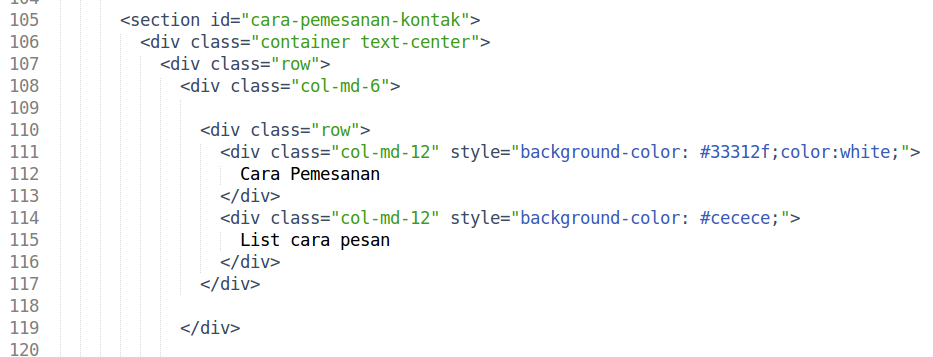 105 <section id="cara-pemesanan-kontak">
106 <div class="container text-center">
107 <div class="row">
108 <div class="col-md-6">
109
110 <div class="row">
111 <div class="col-md-12" style="background-color: #33312f;color:white;">
112 Cara Pemesanan
113 </div>
114 <div class="col-md-12" style="background-color: #cecece;">
115 List cara pesan
116 </div>
117 </div>
118
119 </div>
120